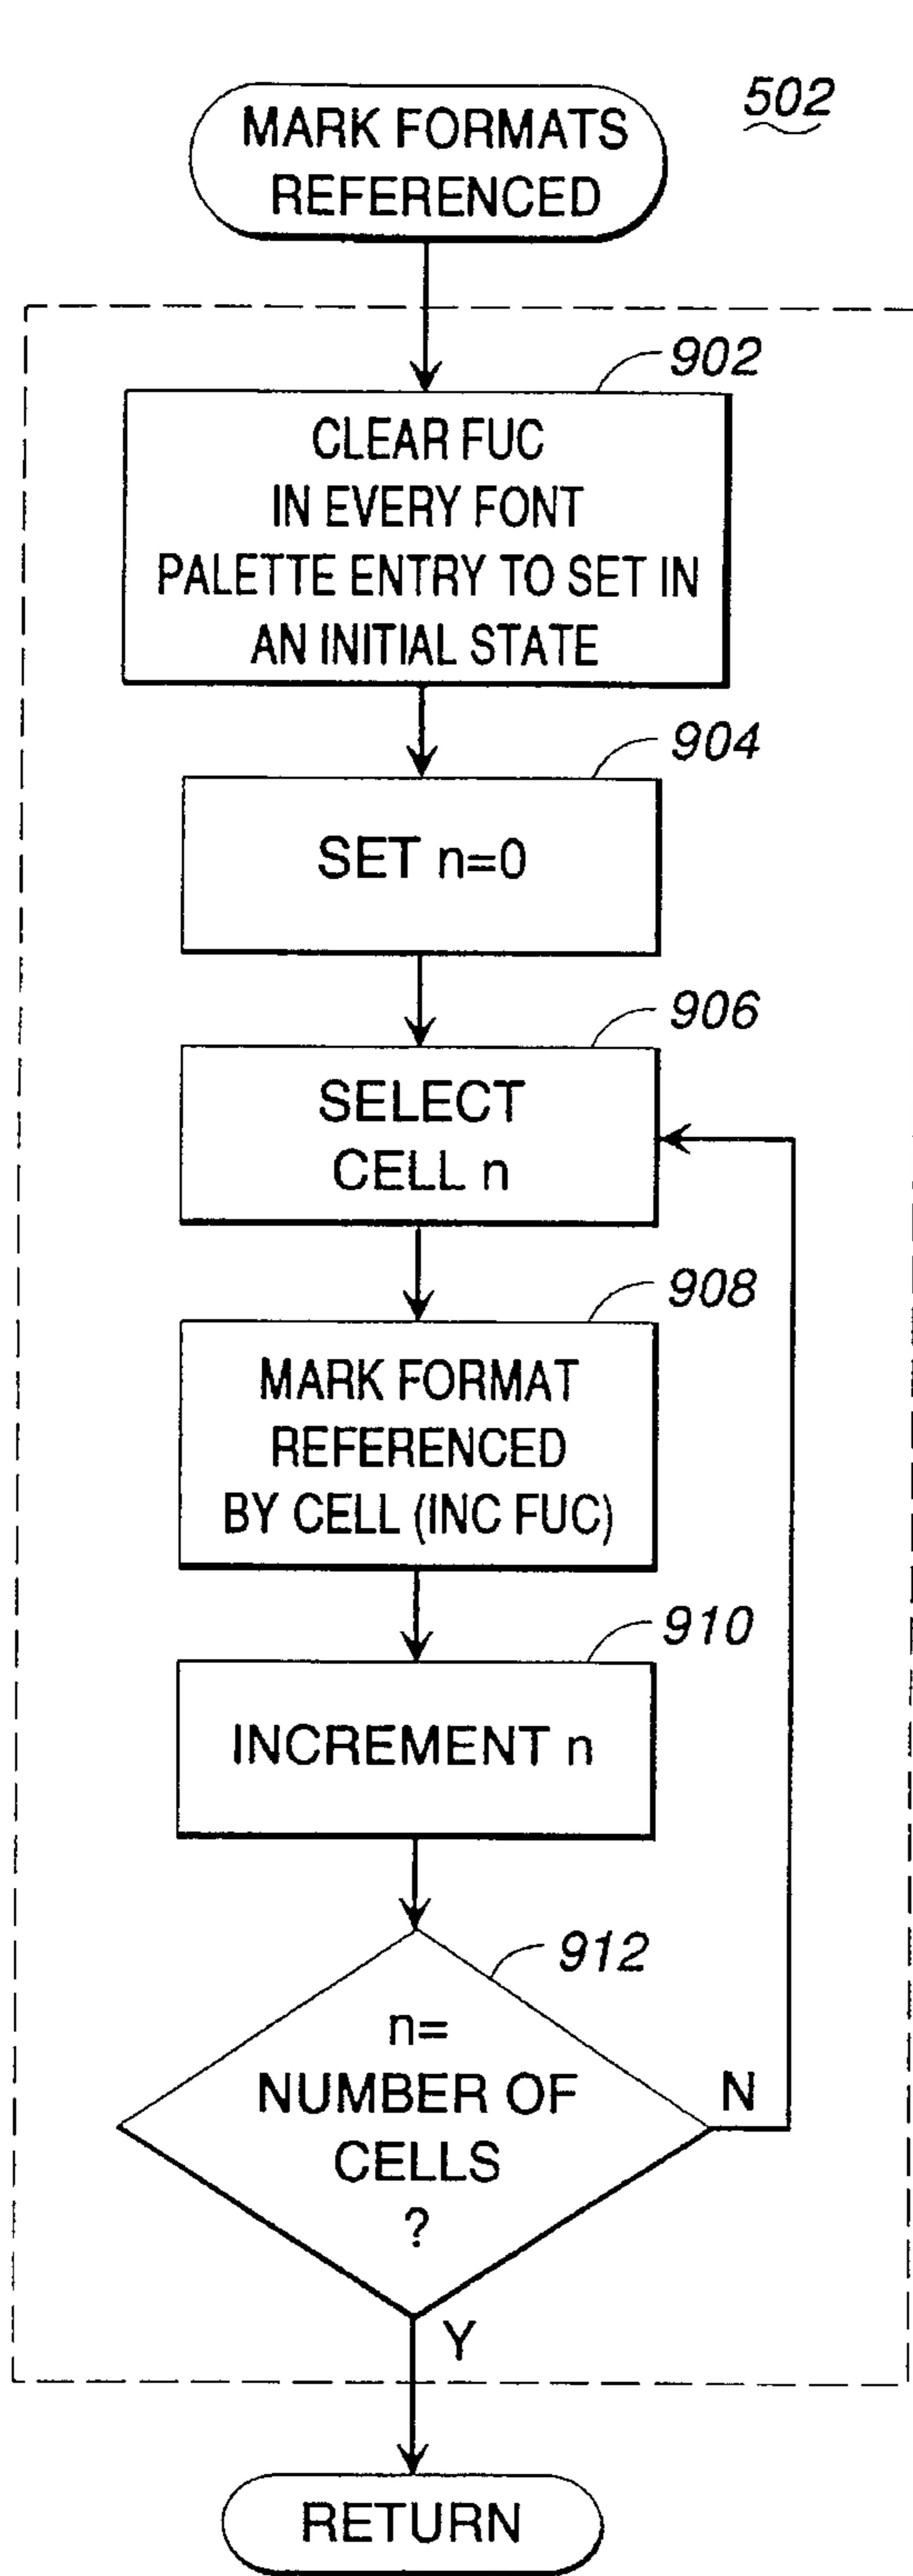 502
MARK FORMATS
REFERENCED
902
CLEAR FUC
IN EVERY FONT
PALETTE ENTRY TO SET IN
AN INITIAL STATE
904
SET n=0
906
SELECT
CELL n
908
MARK FORMAT
REFERENCED
BY CELL (INC FUC)
910
INCREMENT n
912
n=
NUMBER OF
CELLS
?
N
Y
RETURN